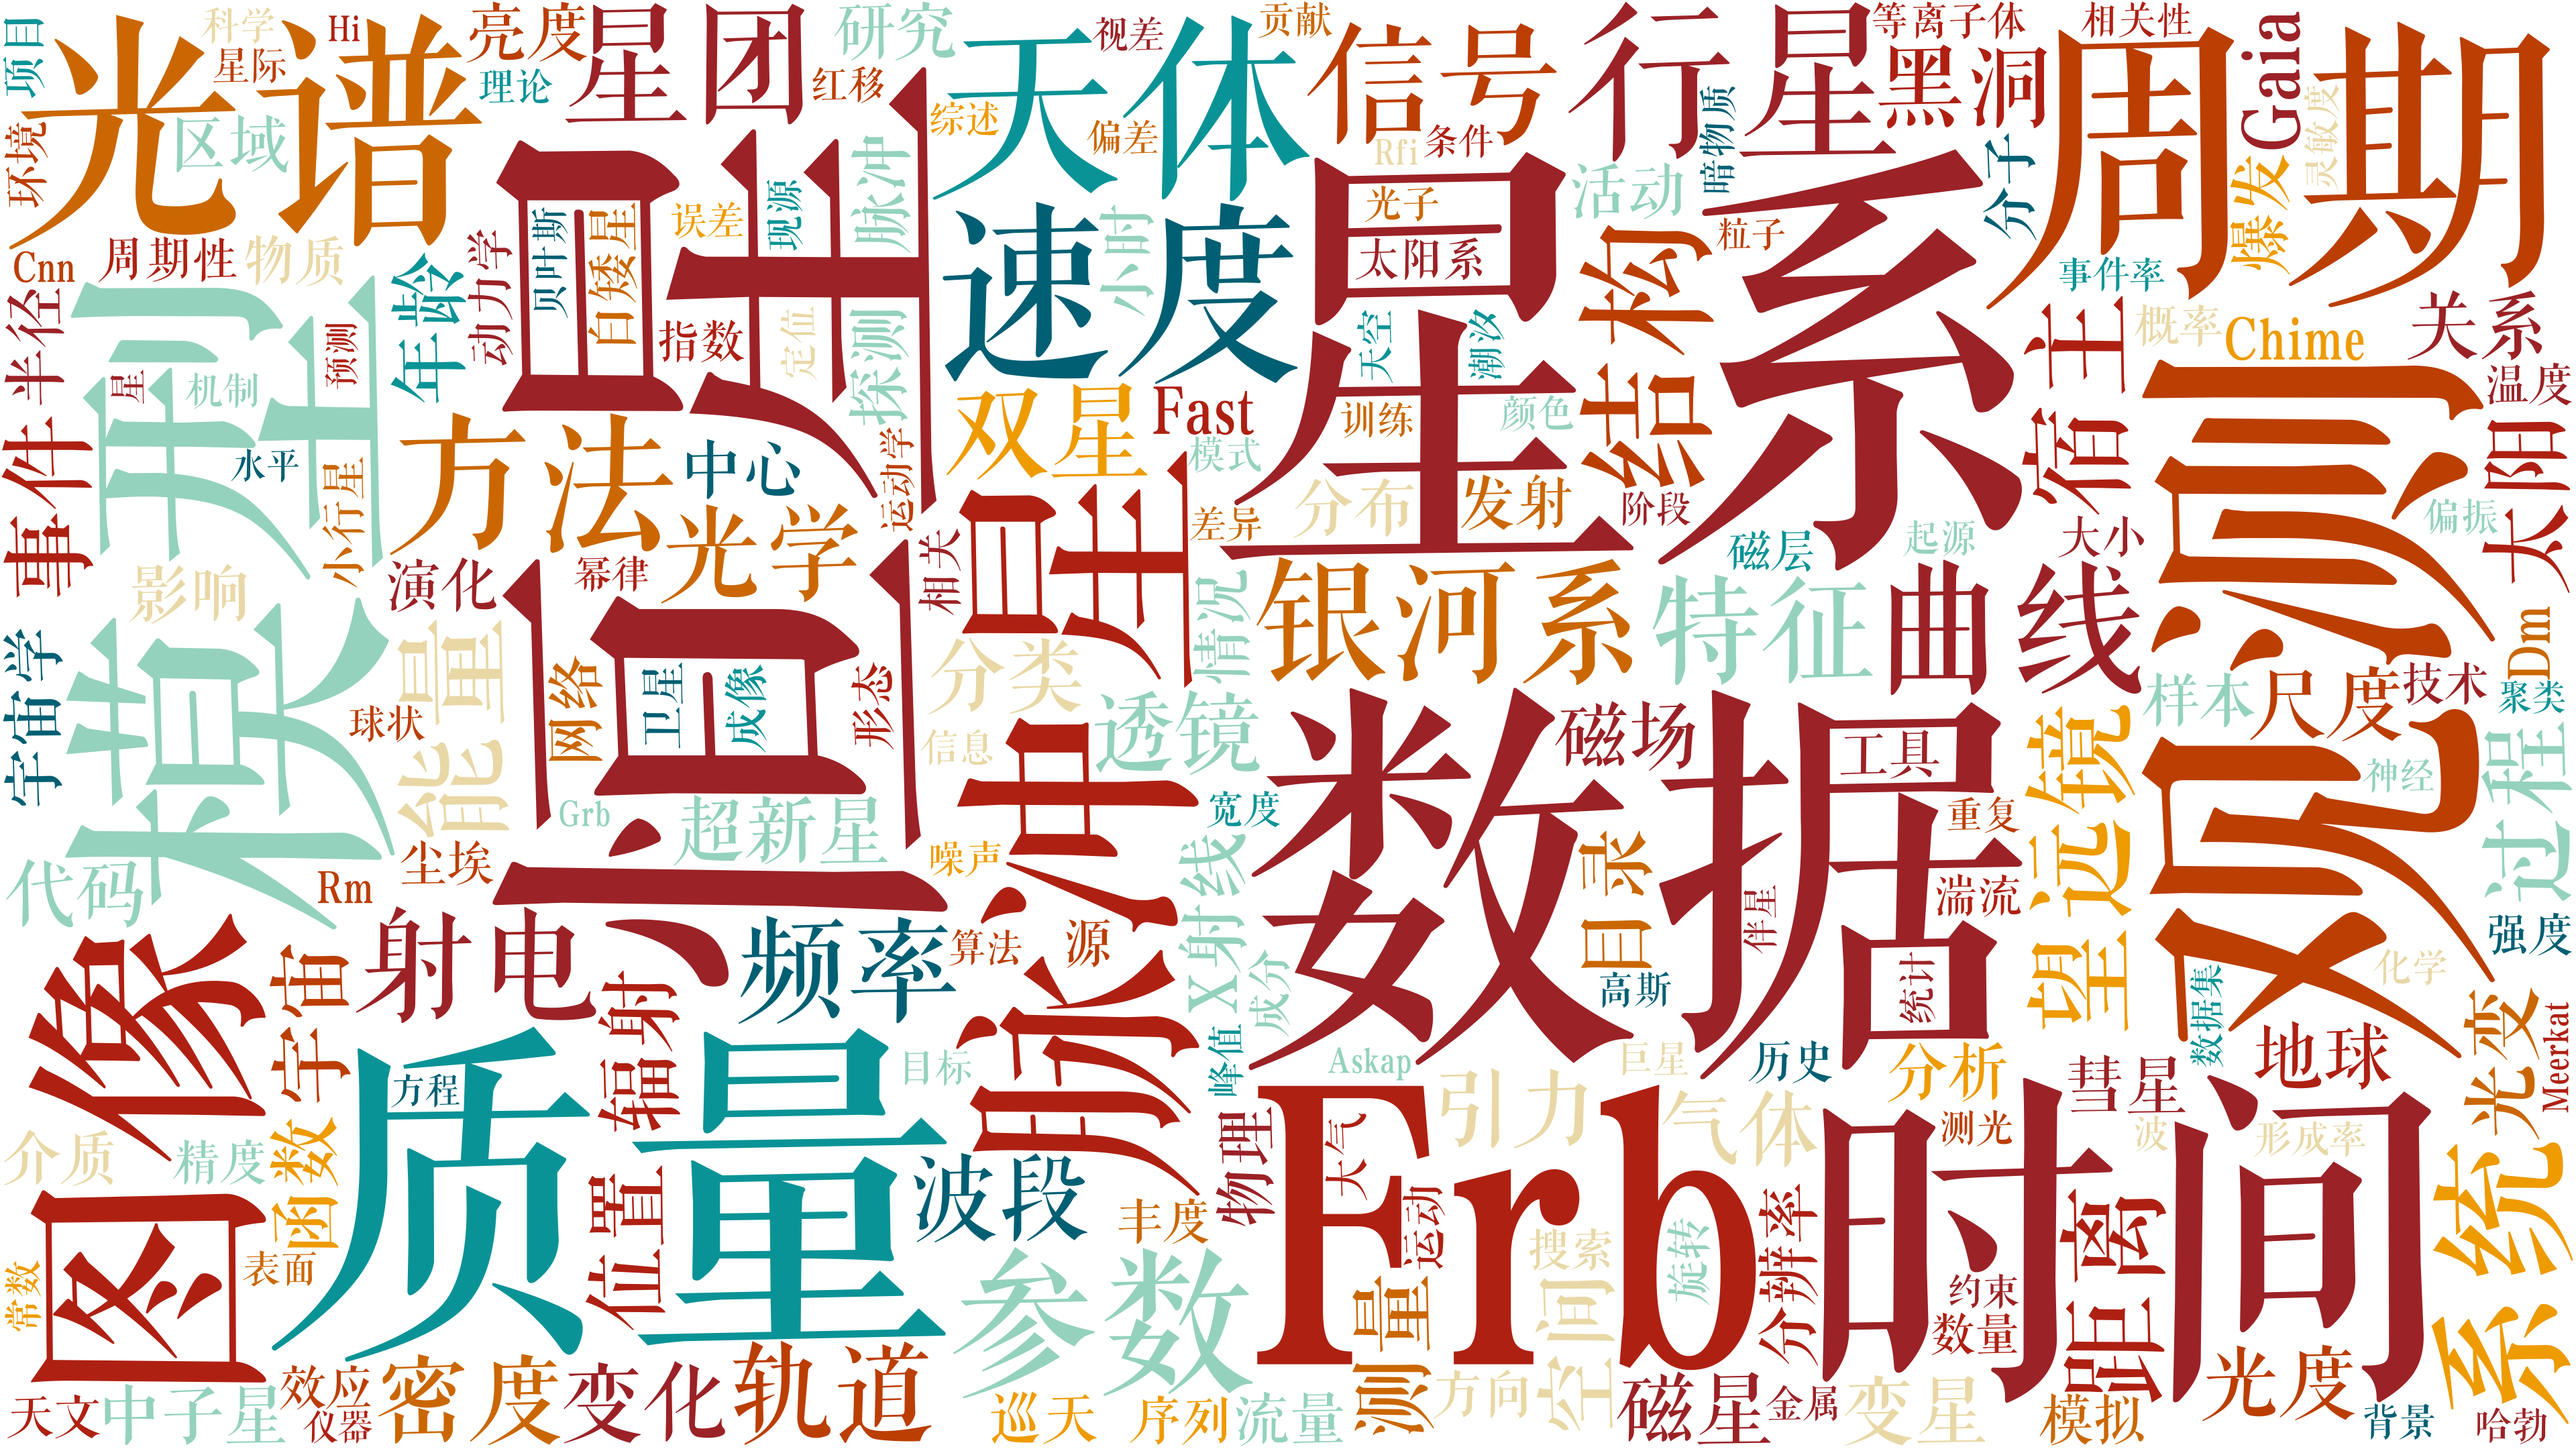 项目
科学
Hi
星际
光谱
亮度
理论
星团
研究
红移
视差
综述
天体
偏差
贡献
信号
Rfi
条件
行星
等离子体
黑洞
相关性
周期
Gaia
灵敏度
环境
区域
Cnn
周期性
物质
年龄
动力学
贝叶斯
白矮星
误差
现源
脉冲
小时
速度
星系
光子
太阳系
活动
暗物质
粒子
分子
爆发
事件率
概率
Chime
关系
温度
半径
事件
模型
星
机制
预测
水平
小行星
恒星
指数
定位
探测
双星
Fast
模式
天空
潮汐
训练
颜色
结构
宿主
观测
太阳
偏振
方法
中心
光学
运动学
脉冲星
差异
分布
发射
阶段
磁层
起源
大小
影响
演化
幂律
相关
情况
银河系
特征
曲线
Dm
宇宙学
球状
能量
网络
卫星
成像
形态
分类
信息
透镜
宽度
数据
磁场
工具
重复
望远镜
样本
尺度
技术
聚类
神经
过程
代码
Rm
尘埃
Grb
超新星
噪声
X射线
目录
伴星
湍流
强度
图像
宇宙
射电
频率
算法
源
成分
高斯
统计
化学
数据集
光变
Meerkat
质量
方程
辐射
目标
峰值
Askap
引力
巨星
历史
分析
气体
测光
彗星
波
地球
形成率
介质
精度
函数
位置
波段
丰度
物理
大气
运动
Frb
搜索
旋转
分辨率
时间
约束
数量
距离
系统
常数
表面
参数
测量
空间
天文
中子星
效应
仪器
密度
变化
轨道
巡天
序列
流量
方向
磁星
金属
变星
模拟
光度
背景
哈勃